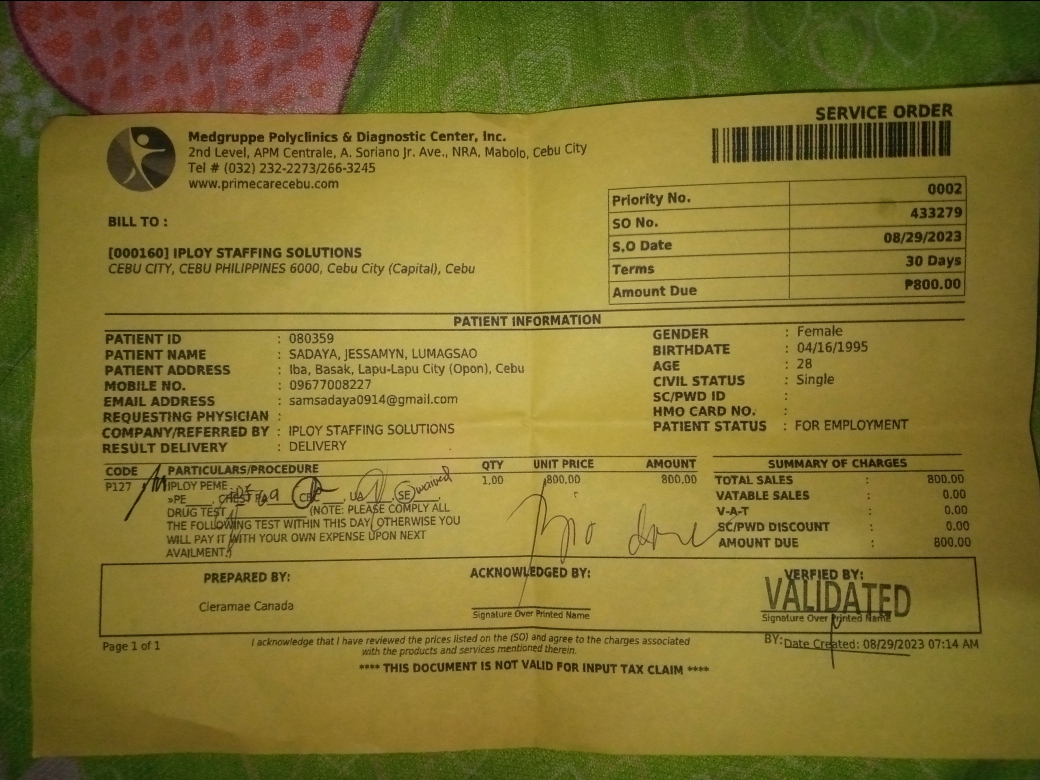 SERVICE ORDER
Medgruppe Polyclinics & Diagnostic Center, Inc.
2nd Level, APM Centrale, A. Soriano Jr. Ave., NRA, Mabolo, Cebu City
Tel # (032) 232-2273/266-3245
www.primecarecebu.com
Priority No. 0002
SO No. 433279
S.O Date 08/29/2023
Terms 30 Days
Amount Due ₱800.00
BILL TO :
[000160] IPLOY STAFFING SOLUTIONS
CEBU CITY, CEBU PHILIPPINES 6000, Cebu City (Capital), Cebu
PATIENT INFORMATION
PATIENT ID : 080359
PATIENT NAME : SADAYA, JESSAMYN, LUMAGSAO
PATIENT ADDRESS : Iba, Basak, Lapu-Lapu City (Opon), Cebu
MOBILE NO. : 09677008227
EMAIL ADDRESS : samsadaya0914@gmail.com
REQUESTING PHYSICIAN :
COMPANY/REFERRED BY : IPLOY STAFFING SOLUTIONS
RESULT DELIVERY : DELIVERY
GENDER : Female
BIRTHDATE : 04/16/1995
AGE : 28
CIVIL STATUS : Single
SC/PWD ID :
HMO CARD NO. :
PATIENT STATUS : FOR EMPLOYMENT
CODE PARTICULARS/PROCEDURE QTY UNIT PRICE AMOUNT
P127 IPLOY PEME 1.00 800.00 800.00
»PE____, CHEST PA____ CBC____, UA____, SE waived
DRUG TEST____ (NOTE: PLEASE COMPLY ALL
THE FOLLOWING TEST WITHIN THIS DAY, OTHERWISE YOU
WILL PAY IT WITH YOUR OWN EXPENSE UPON NEXT
AVAILMENT.)
done
SUMMARY OF CHARGES
TOTAL SALES : 800.00
VATABLE SALES : 0.00
V-A-T : 0.00
SC/PWD DISCOUNT : 0.00
AMOUNT DUE : 800.00
PREPARED BY:
Cleramae Canada
ACKNOWLEDGED BY:
Signature Over Printed Name
VERFIED BY:
VALIDATED
Signature Over Printed Name
BY:
Page 1 of 1
I acknowledge that I have reviewed the prices listed on the (SO) and agree to the charges associated
with the products and services mentioned therein.
Date Created: 08/29/2023 07:14 AM
**** THIS DOCUMENT IS NOT VALID FOR INPUT TAX CLAIM ****